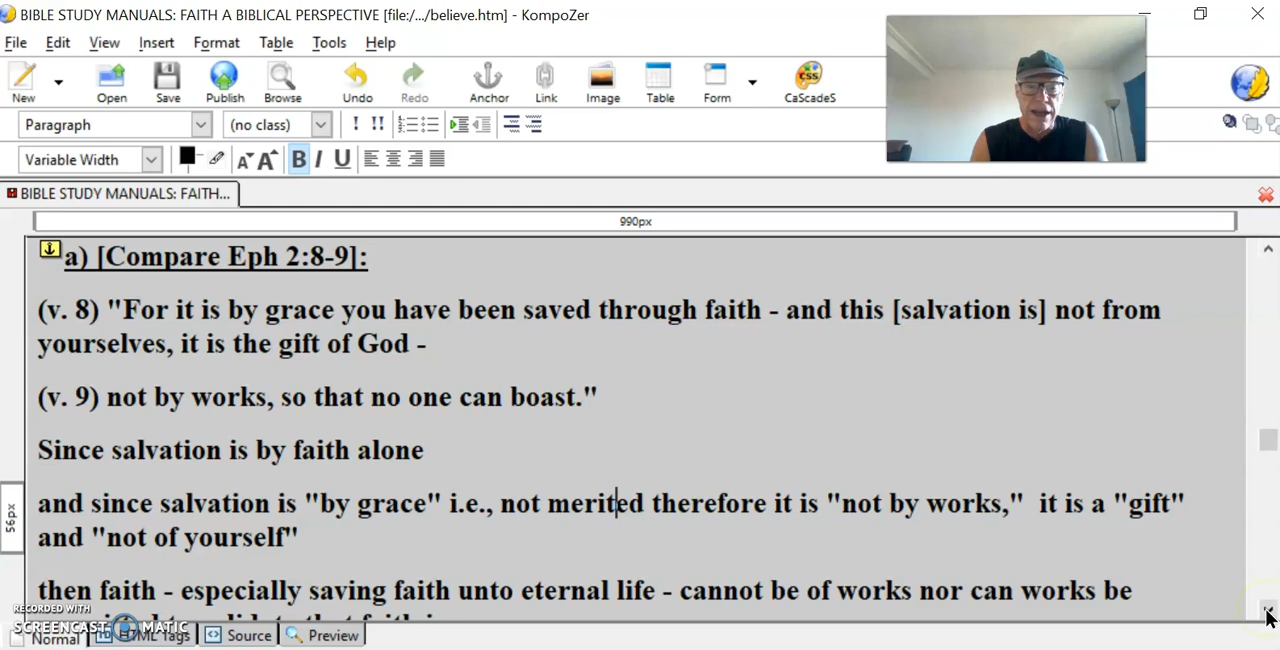 BIBLE STUDY MANUALS: FAITH A BIBLICAL PERSPECTIVE [file:/.../believe.htm] - KompoZer
File Edit View Insert Format Table Tools Help
New Open Save Publish Browse Undo Redo Anchor Link Image Table Form CaScadeS
CSS
Paragraph (no class) ! !!
Variable Width A A B I U
BIBLE STUDY MANUALS: FAITH...
990px
a) [Compare Eph 2:8-9]:
(v. 8) "For it is by grace you have been saved through faith - and this [salvation is] not from
yourselves, it is the gift of God -
(v. 9) not by works, so that no one can boast."
Since salvation is by faith alone
and since salvation is "by grace" i.e., not merited therefore it is "not by works," it is a "gift"
and "not of yourself"
56px
then faith - especially saving faith unto eternal life - cannot be of works nor can works be
that faith
RECORDED WITH
SCREENCAST MATIC
Normal HTML Tags Source Preview